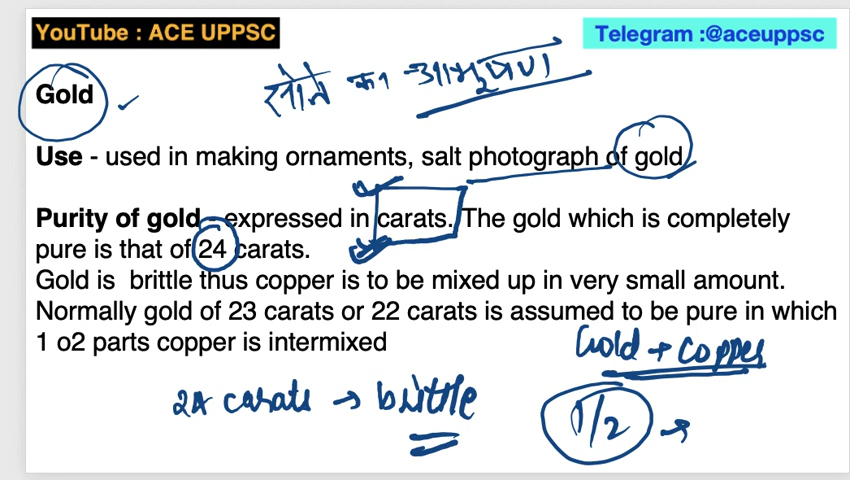 YouTube : ACE UPPSC
Telegram :@aceuppsc
सोने का आभूषण
Gold
Use - used in making ornaments, salt photograph of gold
Purity of gold - expressed in carats. The gold which is completely
pure is that of 24 carats.
Gold is brittle thus copper is to be mixed up in very small amount.
Normally gold of 23 carats or 22 carats is assumed to be pure in which
1 o2 parts copper is intermixed
Gold + Copper
24 carats → brittle
1/2 →